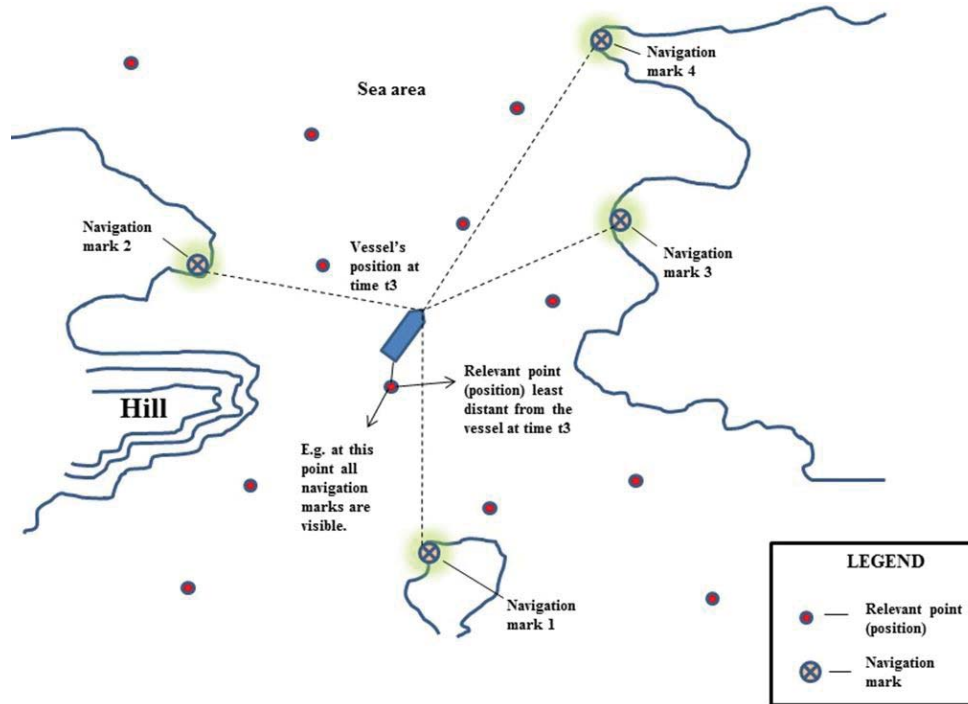 Navigation
mark 4
Sea area
Navigation
mark 2
Vessel's
position at
time t3
Navigation
mark 3
Hill
Relevant point
(position) least
distant from the
vessel at time t3
E.g. at this
point all
navigation
marks are
visible.
Navigation
mark 1
LEGEND
Relevant point
(position)
Navigation
mark